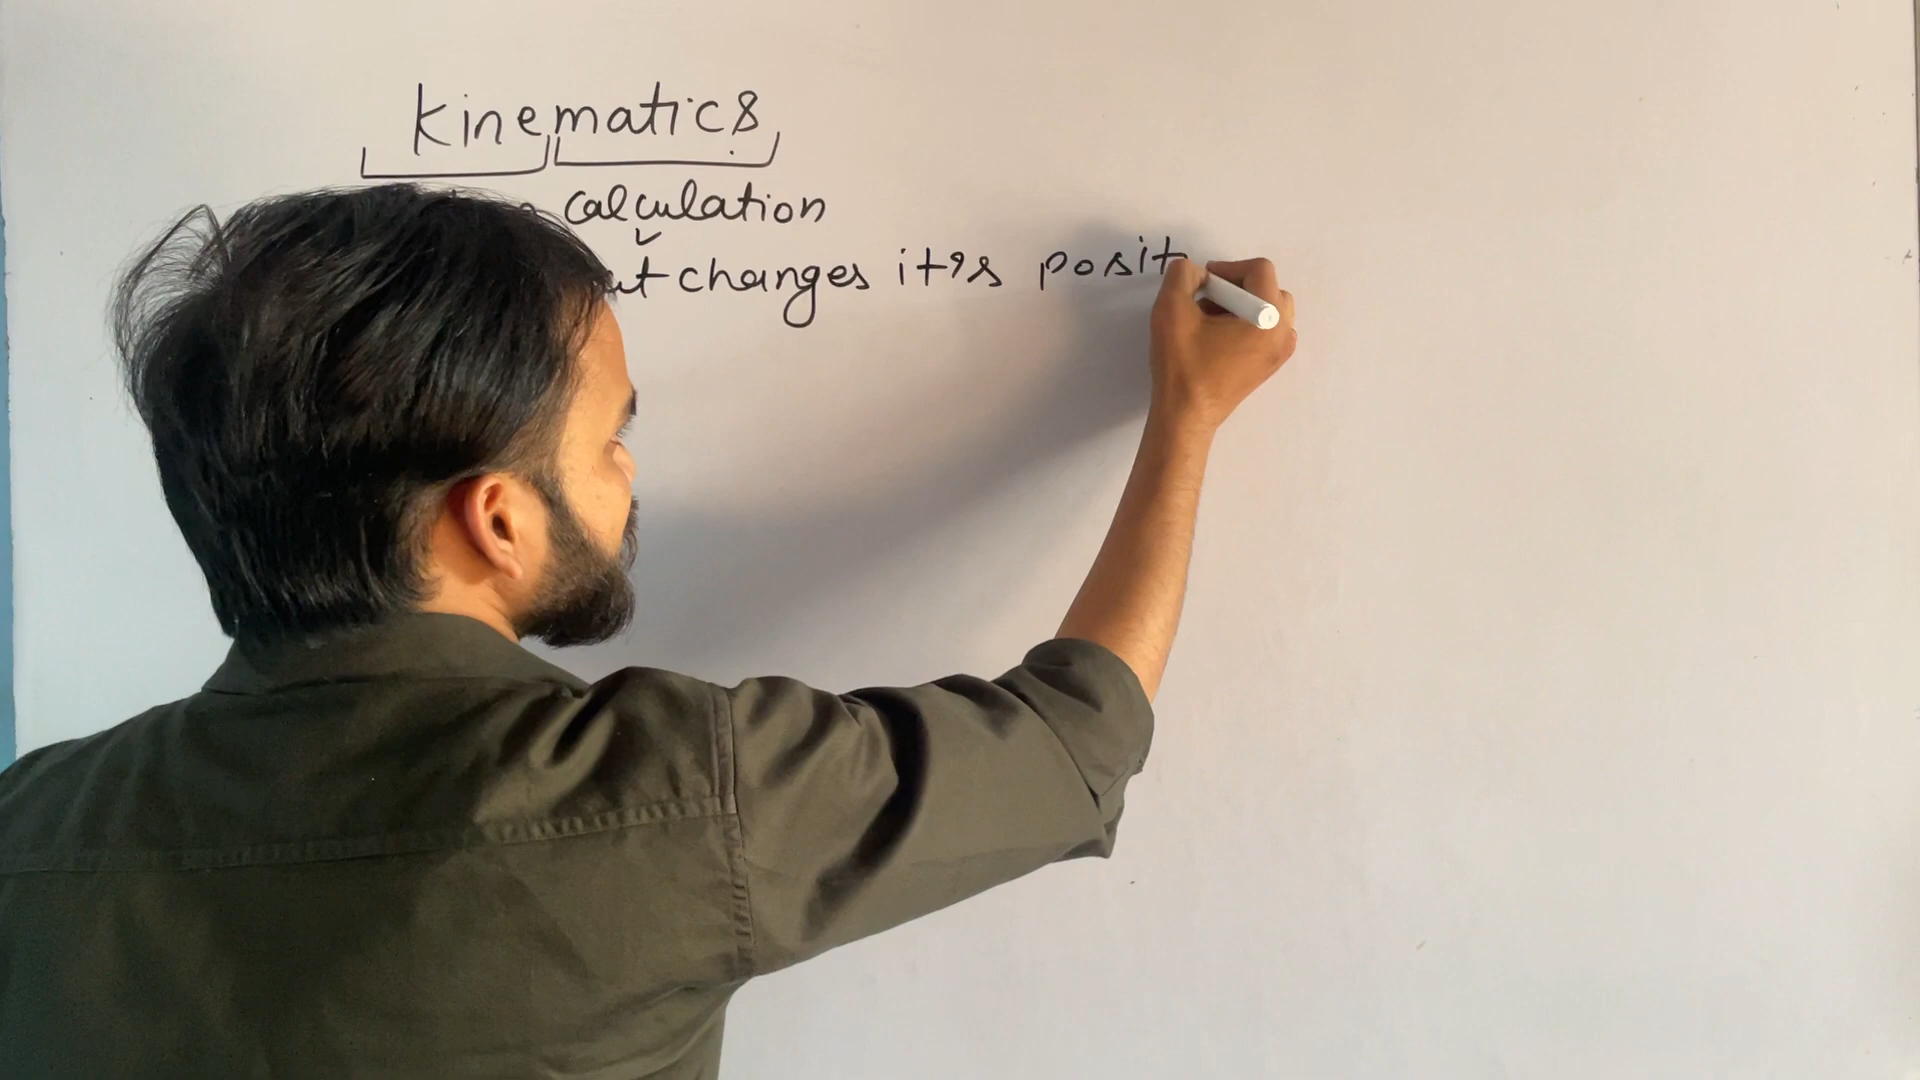 Kinematics
calculation
changes it's posit